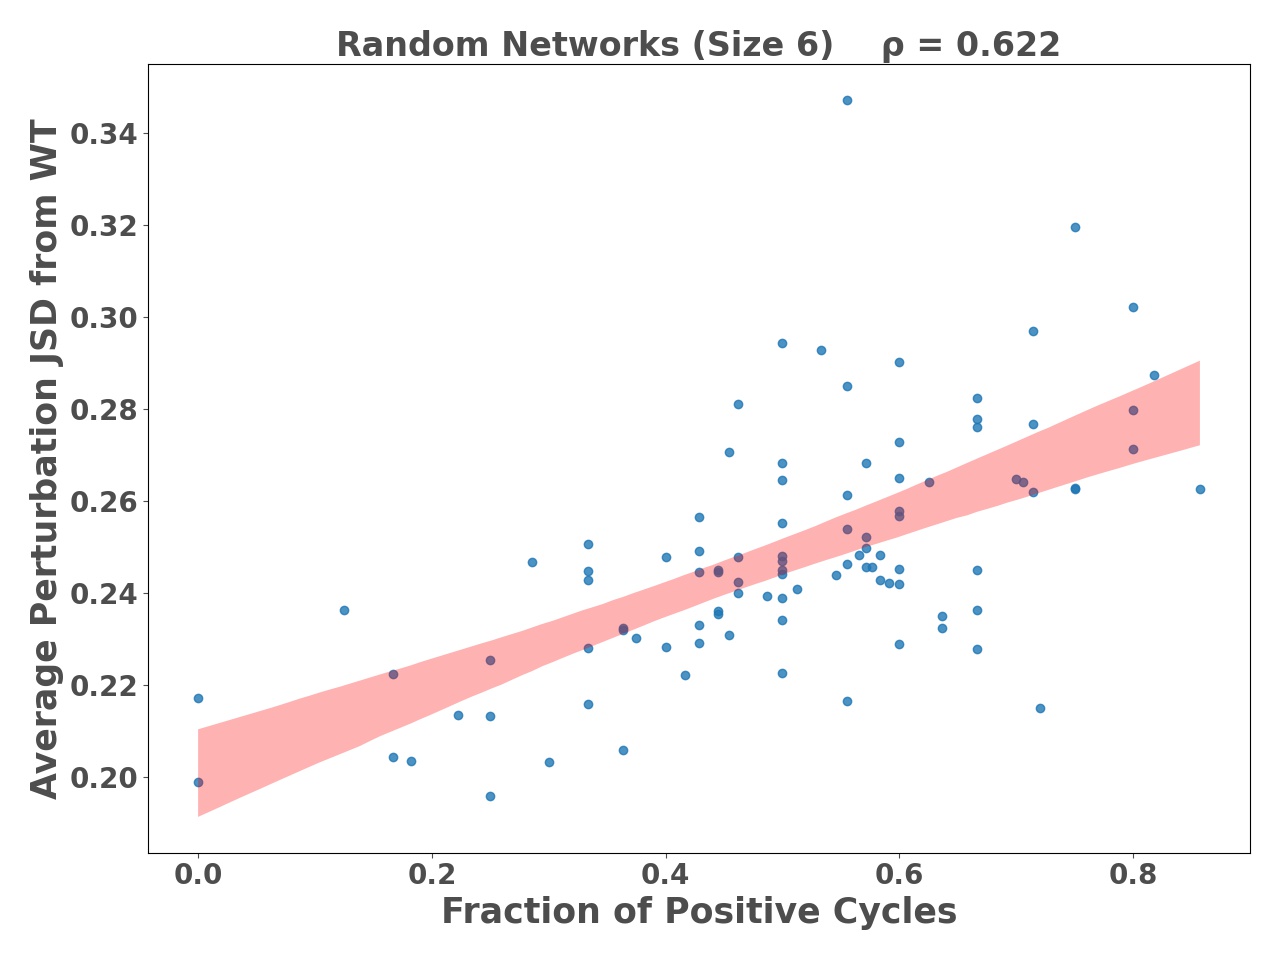 Random Networks (Size 6)    ρ = 0.622
Average Perturbation JSD from WT
0.34
0.32
0.30
0.28
0.26
0.24
0.22
0.20
0.0 0.2 0.4 0.6 0.8
Fraction of Positive Cycles